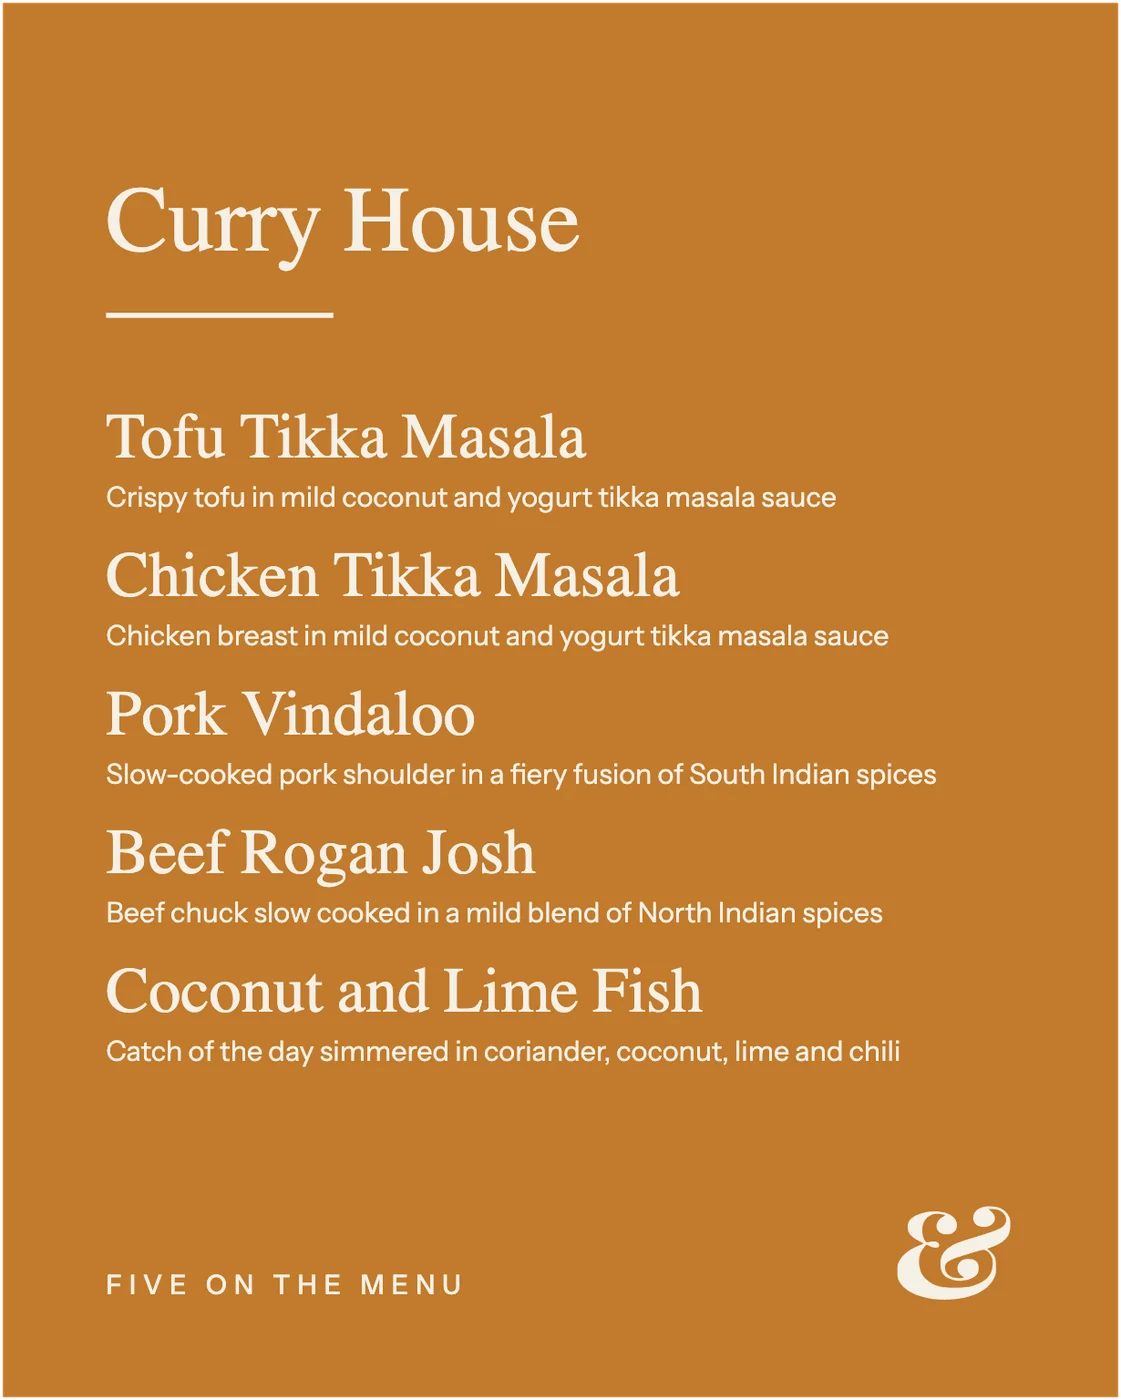 Curry House
Tofu Tikka Masala
Crispy tofu in mild coconut and yogurt tikka masala sauce
Chicken Tikka Masala
Chicken breast in mild coconut and yogurt tikka masala sauce
Pork Vindaloo
Slow-cooked pork shoulder in a fiery fusion of South Indian spices
Beef Rogan Josh
Beef chuck slow cooked in a mild blend of North Indian spices
Coconut and Lime Fish
Catch of the day simmered in coriander, coconut, lime and chili
FIVE ON THE MENU
&